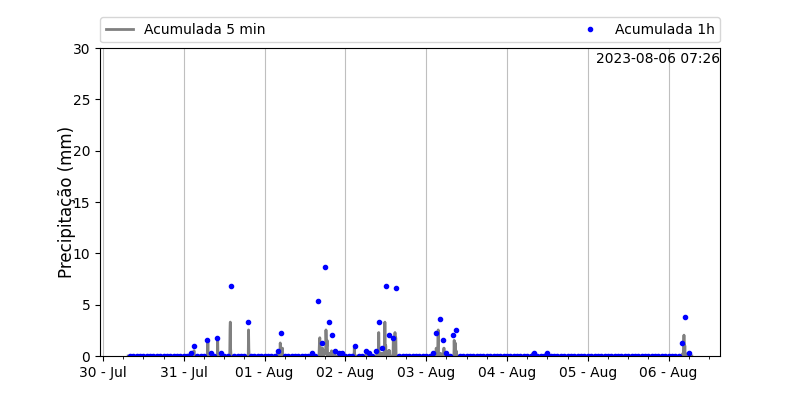 Acumulada 5 min
Acumulada 1h
2023-08-06 07:26
Precipitação (mm)
30
25
20
15
10
5
0
30 - Jul
31 - Jul
01 - Aug
02 - Aug
03 - Aug
04 - Aug
05 - Aug
06 - Aug